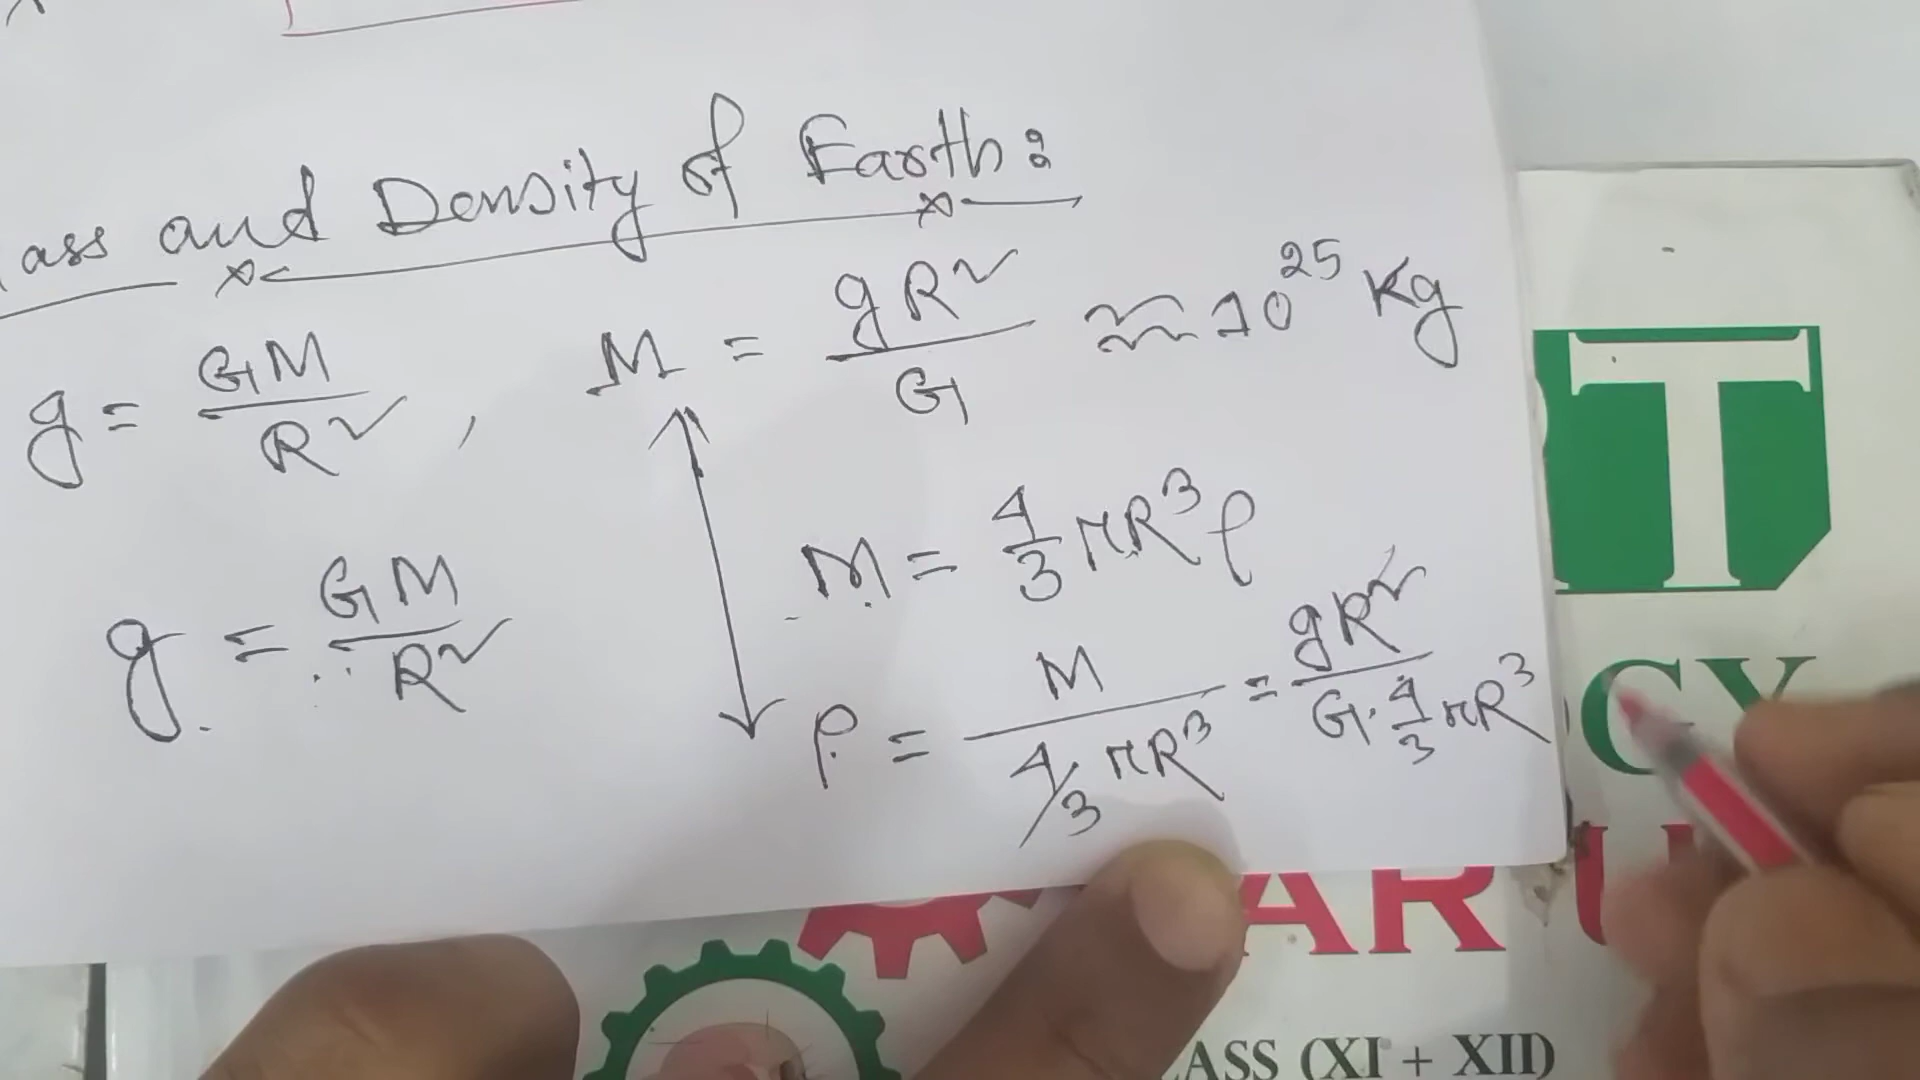 ass and Density of Earth:
g = GM/R², M = gR²/G ≈ 10²⁵ Kg
M = 4/3 πR³ρ
g = GM/R²
ρ = M/(4/3 πR³) = gR²/(G·4/3 πR³)
T
GY
AR U
ASS (XI + XII)